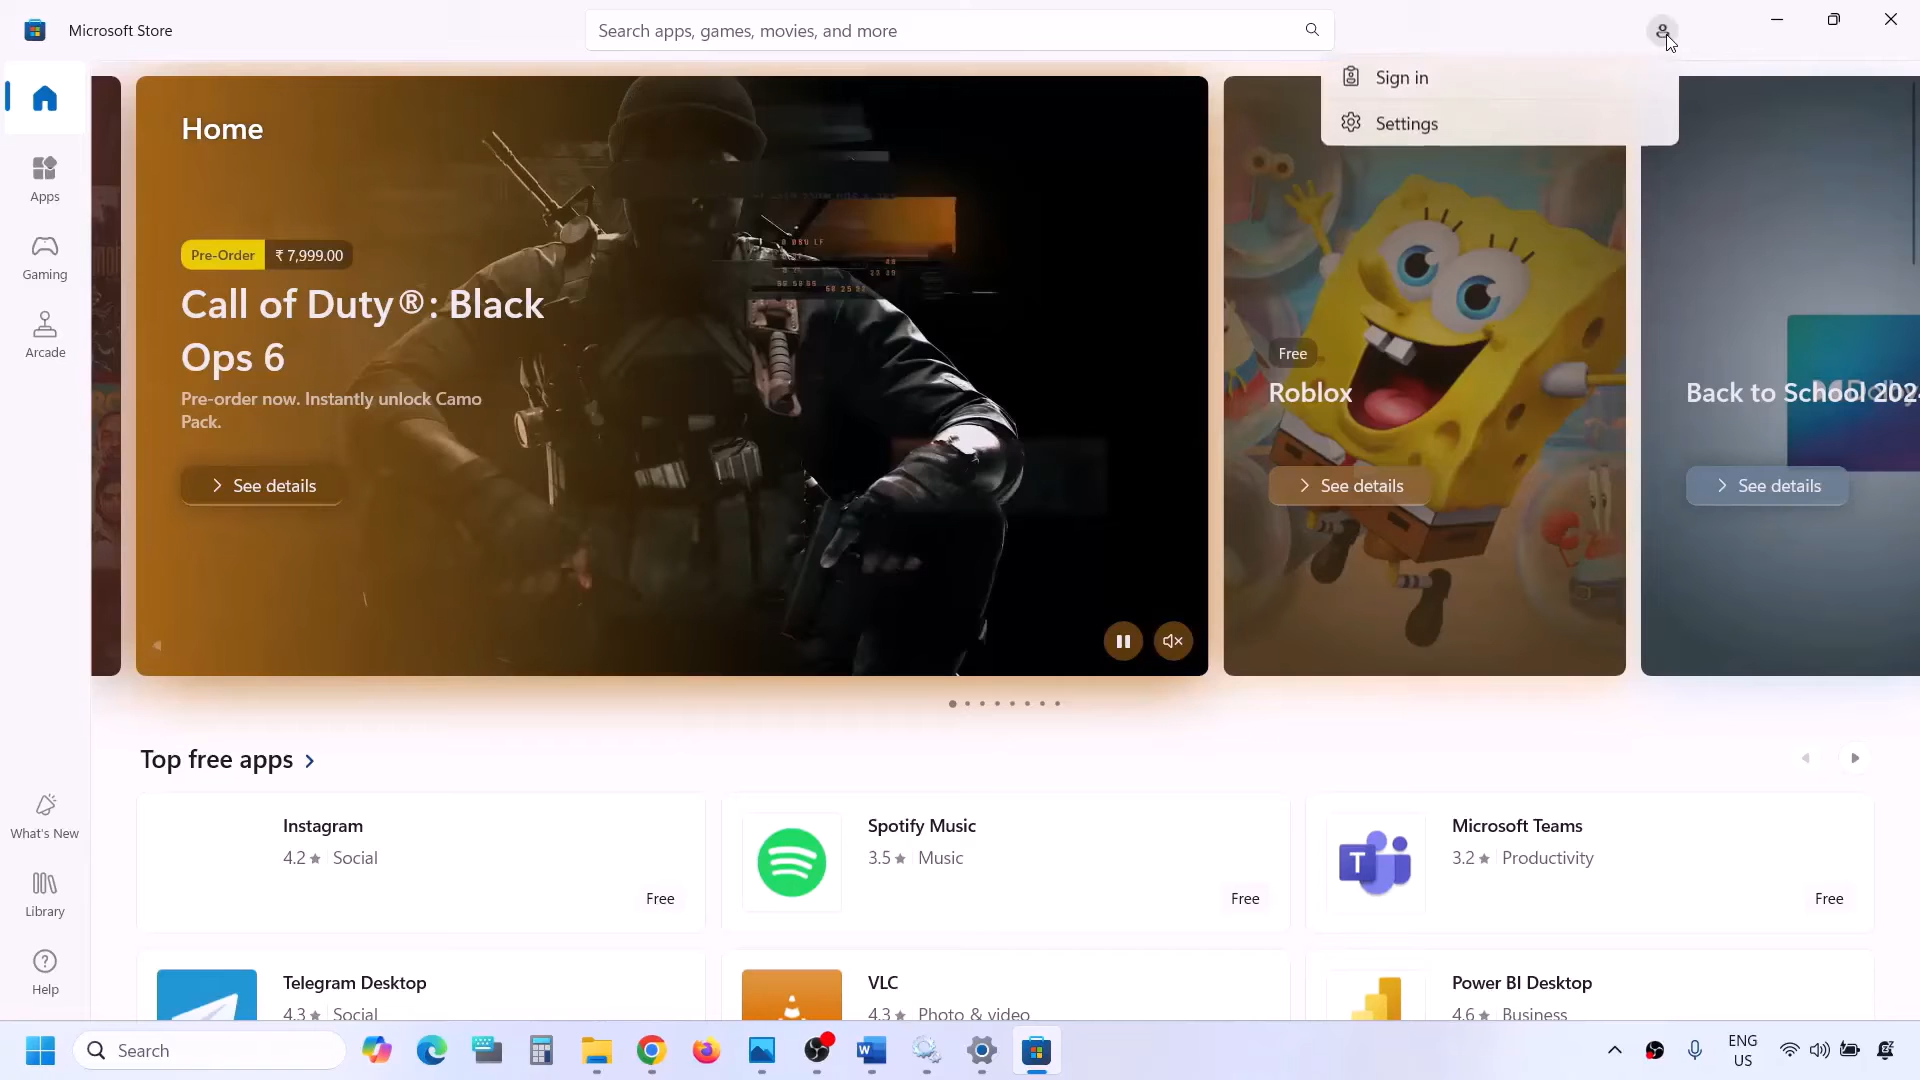 Microsoft Store
Search apps, games, movies, and more
Sign in
Settings
Home
Apps
Gaming
Arcade
What's New
Library
Help
Pre-Order ₹ 7,999.00
Call of Duty®: Black
Ops 6
Pre-order now. Instantly unlock Camo
Pack.
See details
Free
Roblox
See details
Back to School 202
See details
Top free apps
Instagram
4.2 Social
Free
Spotify Music
3.5 Music
Free
Microsoft Teams
3.2 Productivity
Free
Telegram Desktop
4.3 Social
VLC
4.3 Photo & video
Power BI Desktop
4.6 Business
Search
ENG
US